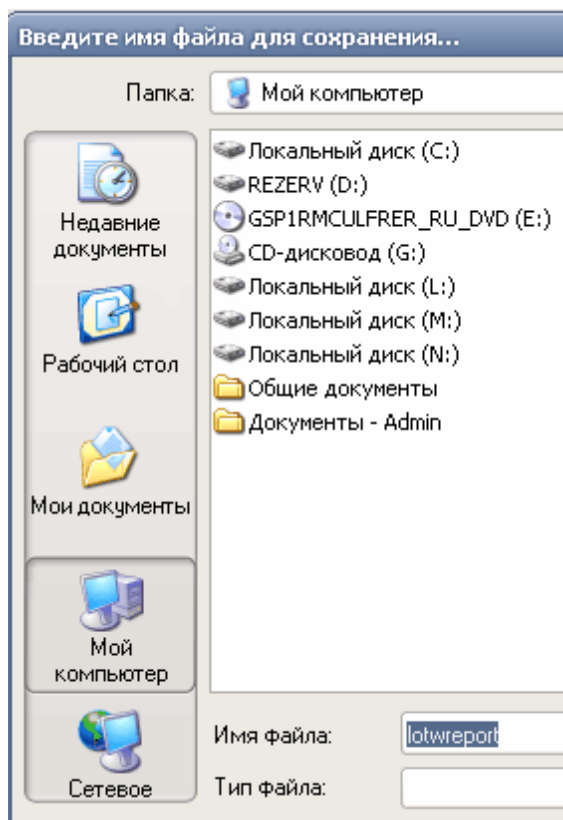 Введите имя файла для сохранения...
Папка:
Мой компьютер
Недавние
документы
Рабочий стол
Мои документы
Мой
компьютер
Сетевое
Локальный диск (C:)
REZERV (D:)
GSP1RMCULFRER_RU_DVD (E:)
CD-дисковод (G:)
Локальный диск (L:)
Локальный диск (M:)
Локальный диск (N:)
Общие документы
Документы - Admin
Имя файла:
lotwreport
Тип файла: